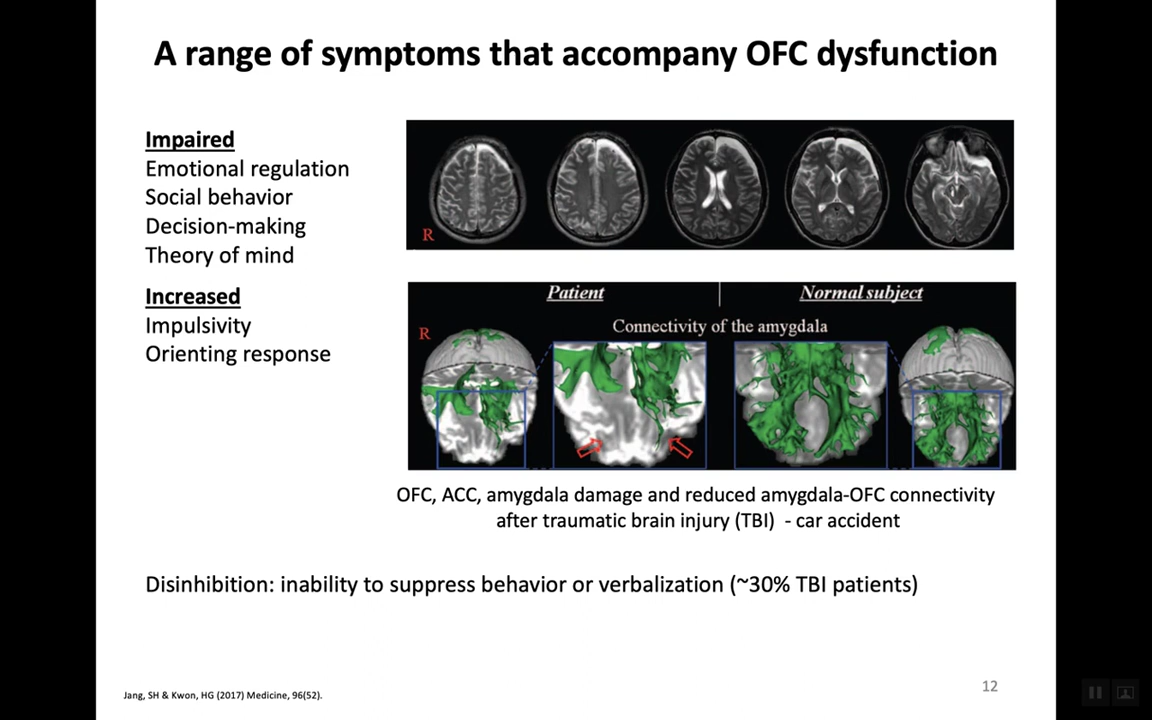 A range of symptoms that accompany OFC dysfunction
Impaired
Emotional regulation
Social behavior
Decision-making
Theory of mind
Increased
Impulsivity
Orienting response
R
Patient
Normal subject
Connectivity of the amygdala
R
OFC, ACC, amygdala damage and reduced amygdala-OFC connectivity
after traumatic brain injury (TBI)  - car accident
Disinhibition: inability to suppress behavior or verbalization (~30% TBI patients)
Jang, SH & Kwon, HG (2017) Medicine, 96(52).
12